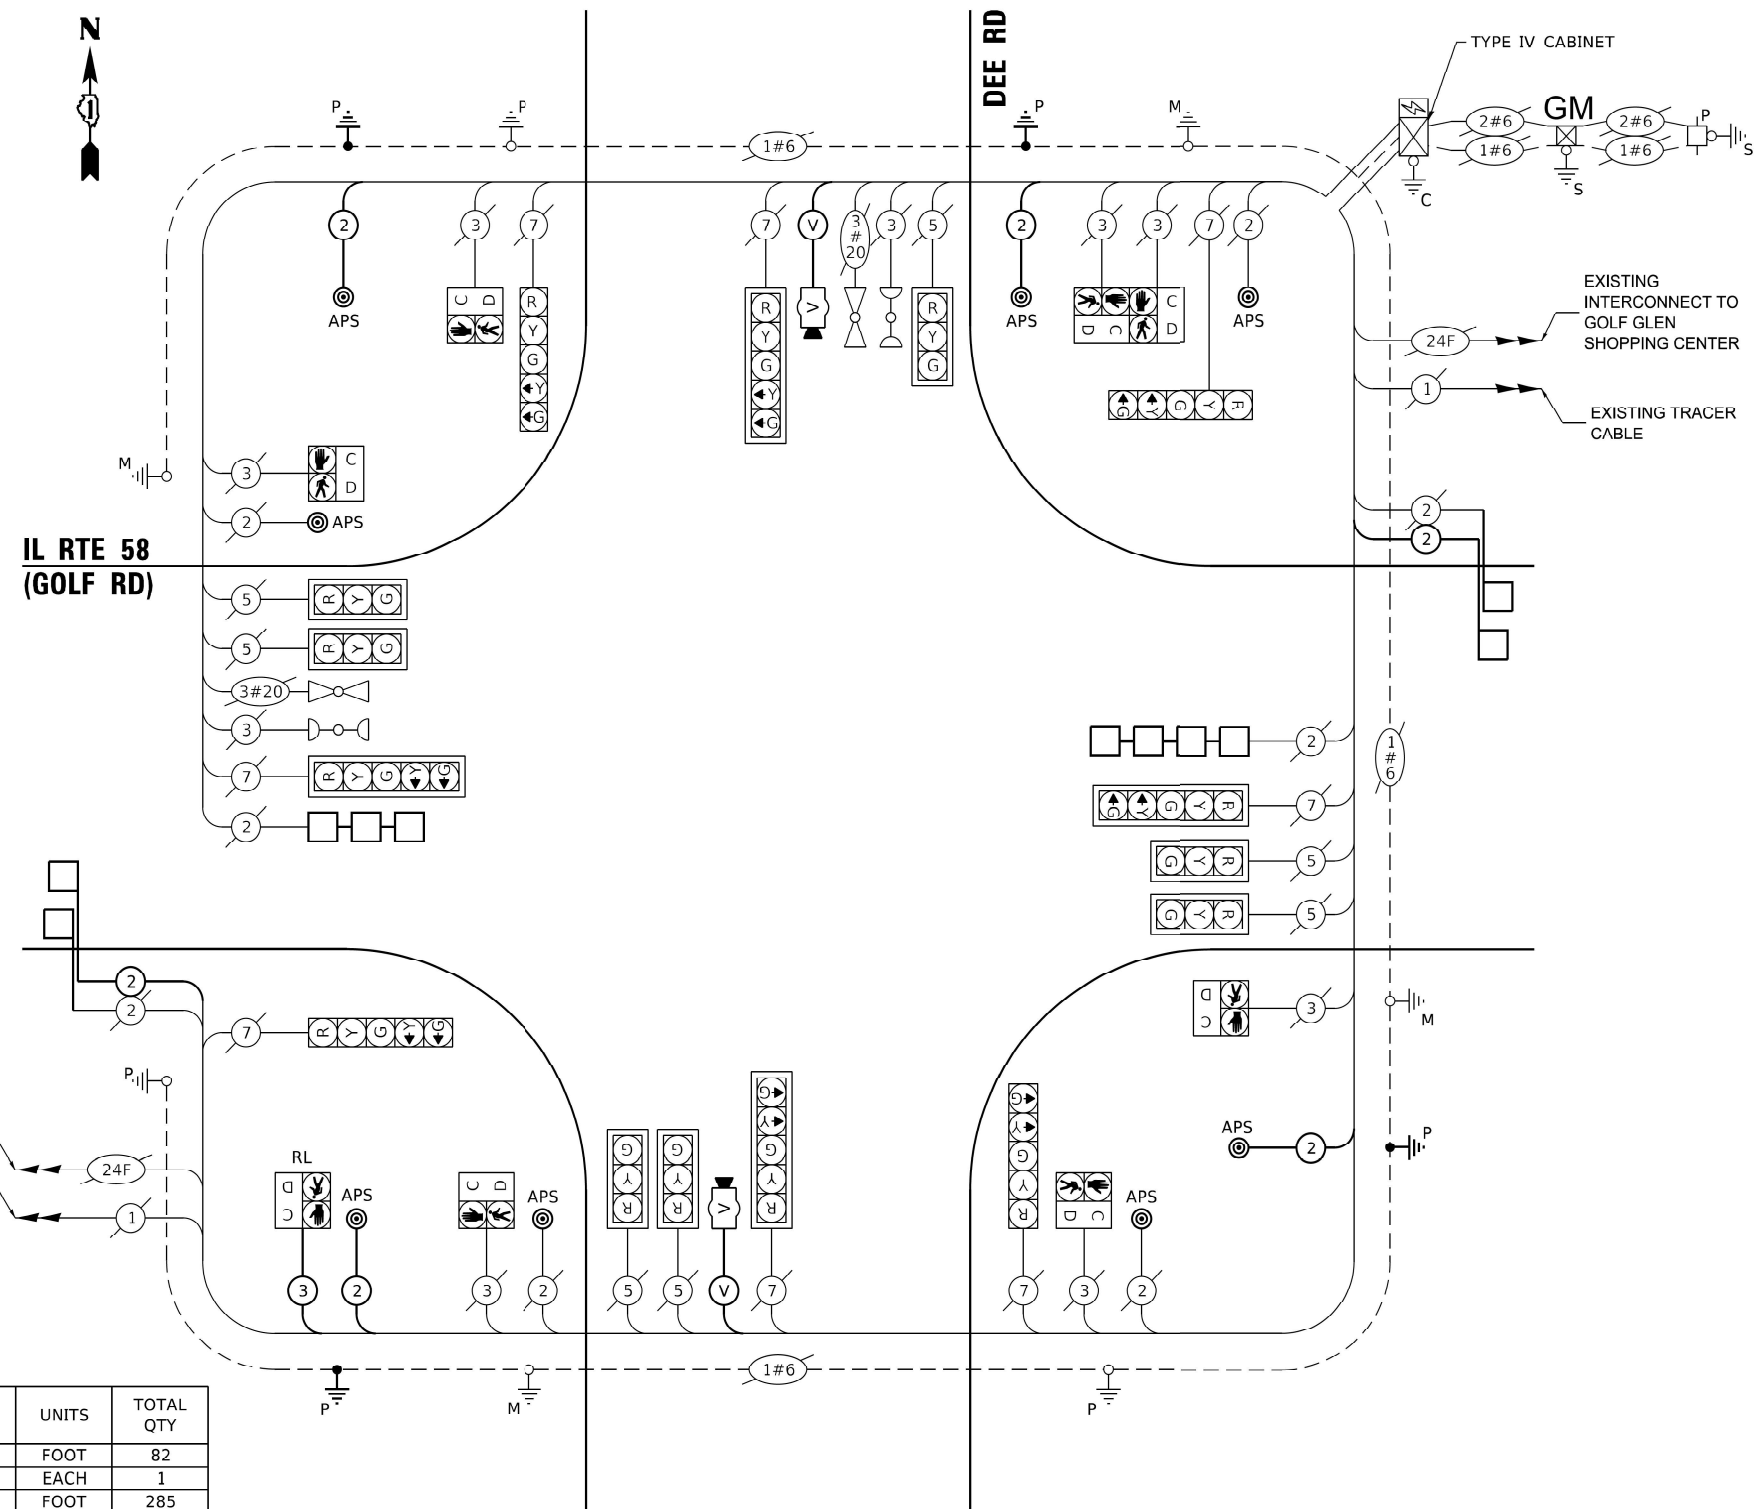 N
1
DEE RD
TYPE IV CABINET
GM
2#6
2#6
1#6
1#6
P
S
S
C
P
P
1#6
P
M
2
3
7
7
V
3
#
20
3
5
2
3
3
7
2
APS
C D
R
Y
G
Y
G
R
Y
G
Y
G
V
R
Y
G
APS
C
D
C
D
APS
G Y G Y R
EXISTING
INTERCONNECT TO
GOLF GLEN
SHOPPING CENTER
24F
1
EXISTING TRACER
CABLE
M
3
C
D
2
APS
2
2
IL RTE 58
(GOLF RD)
5
R Y G
5
R Y G
3#20
3
7
R Y G Y G
2
2
1
#
6
G Y G Y R
7
G Y R
5
G Y R
5
2
2
7
R Y G Y G
D
C
3
M
P
24F
1
RL
D
C
APS
C D
APS
G
Y
R
G
Y
R
V
G
Y
G
Y
R
G
Y
G
Y
R
D C
APS
APS
2
P
3
2
3
2
5
5
V
7
7
3
2
1#6
P
M
P
UNITS TOTAL
QTY
FOOT 82
EACH 1
FOOT 285